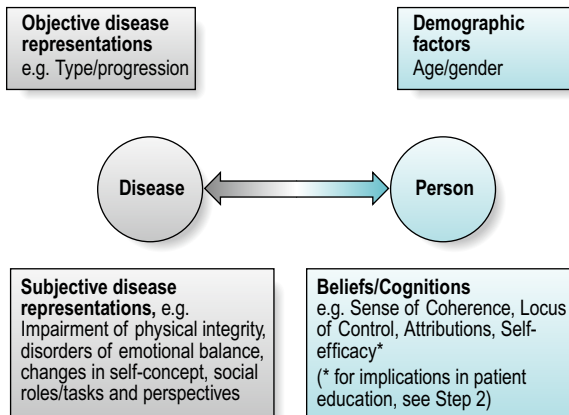 Objective disease
representations
e.g. Type/progression
Demographic
factors
Age/gender
Disease
Person
Subjective disease
representations, e.g.
Impairment of physical integrity,
disorders of emotional balance,
changes in self-concept, social
roles/tasks and perspectives
Beliefs/Cognitions
e.g. Sense of Coherence, Locus
of Control, Attributions, Self-
efficacy*
(* for implications in patient
education, see Step 2)